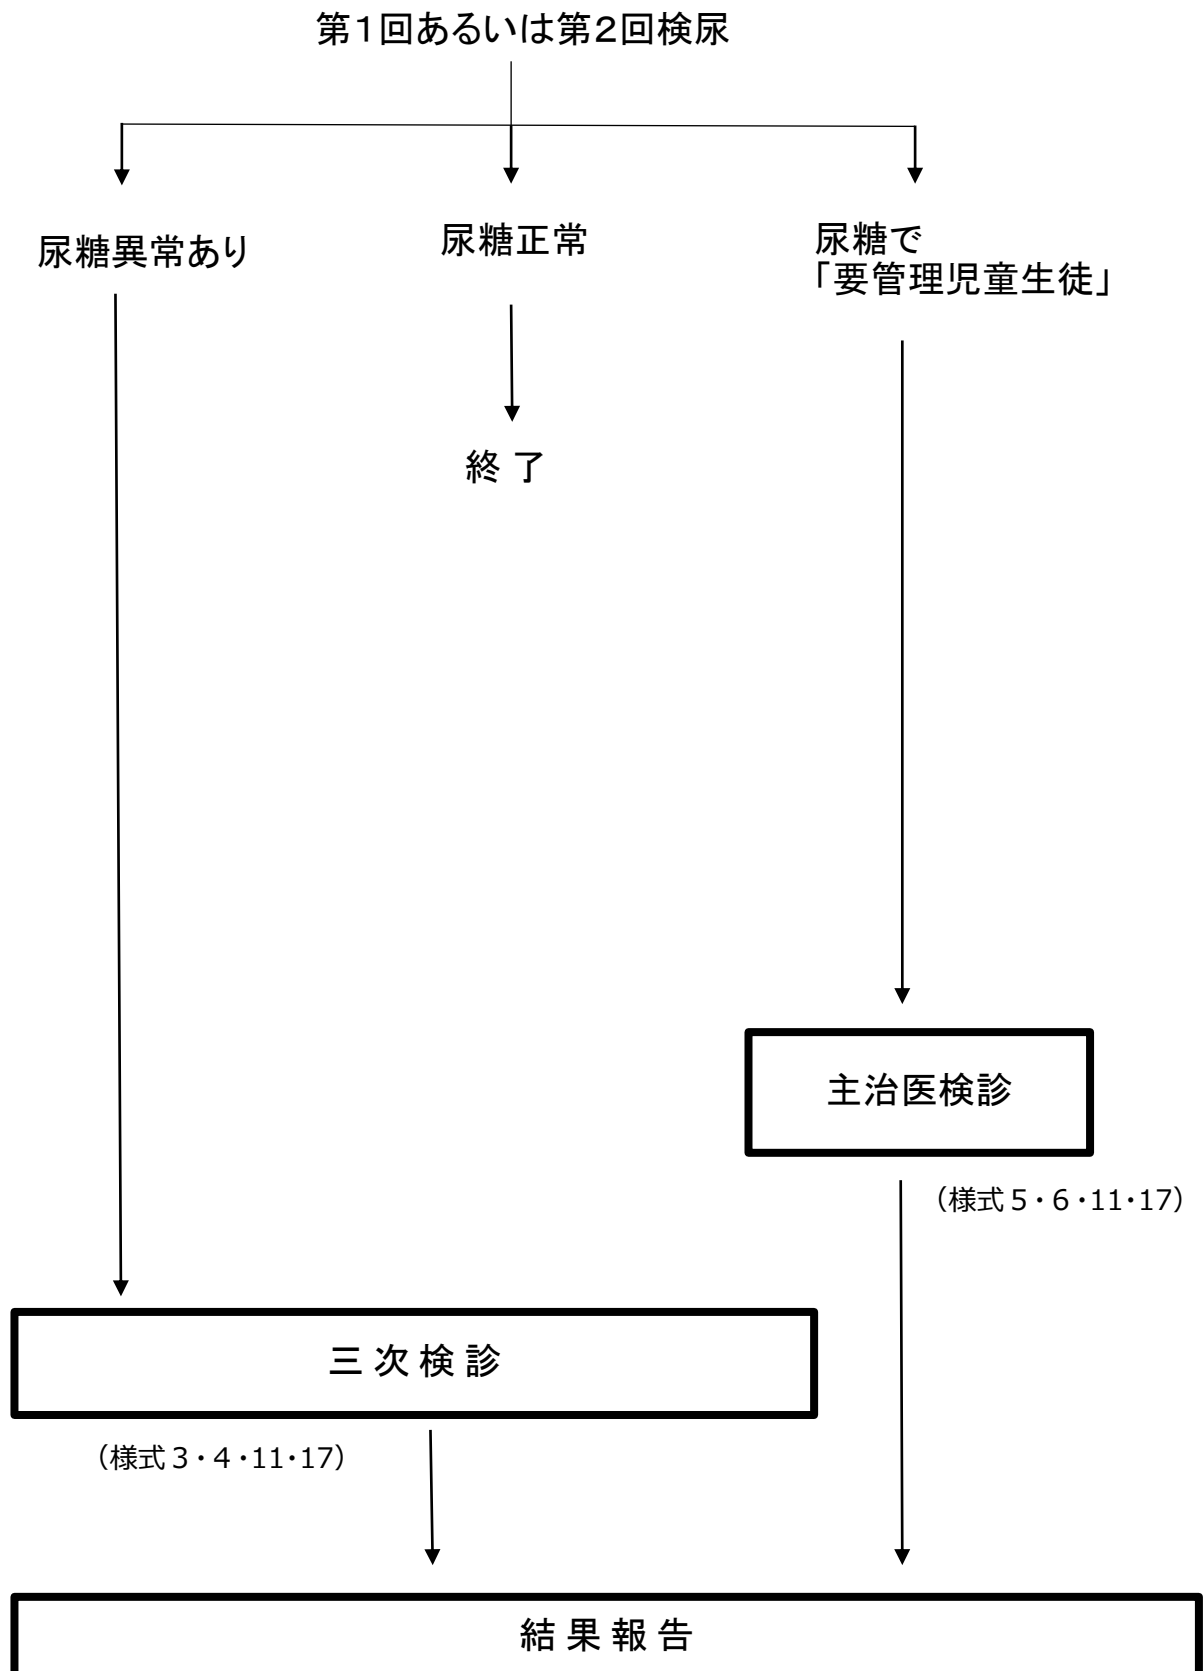 第1回あるいは第2回検尿
尿糖異常あり
尿糖正常
尿糖で
「要管理児童生徒」
終 了
主治医検診
（様式 5・6・11・17）
三 次 検 診
（様式 3・4・11・17）
結 果 報 告